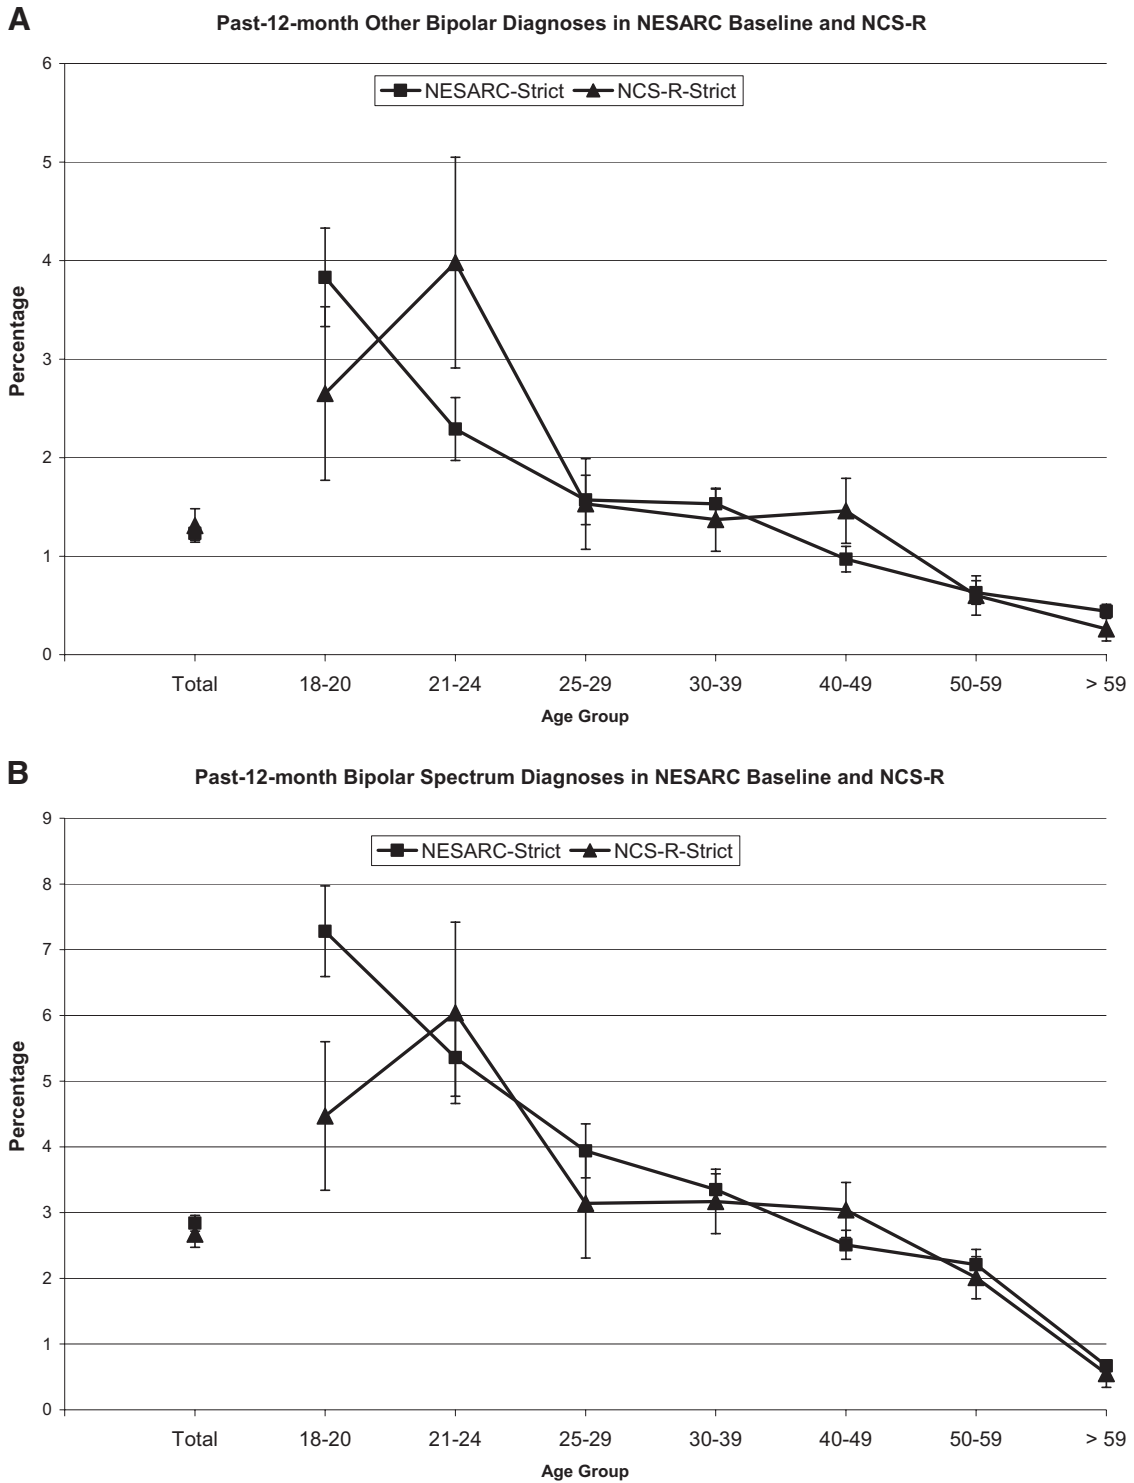 A
Past-12-month Other Bipolar Diagnoses in NESARC Baseline and NCS-R
6
NESARC-Strict NCS-R-Strict
5
4
Percentage
3
2
1
0
Total 18-20 21-24 25-29 30-39 40-49 50-59 > 59
Age Group
B
Past-12-month Bipolar Spectrum Diagnoses in NESARC Baseline and NCS-R
9
NESARC-Strict NCS-R-Strict
8
7
6
5
Percentage
4
3
2
1
0
Total 18-20 21-24 25-29 30-39 40-49 50-59 > 59
Age Group